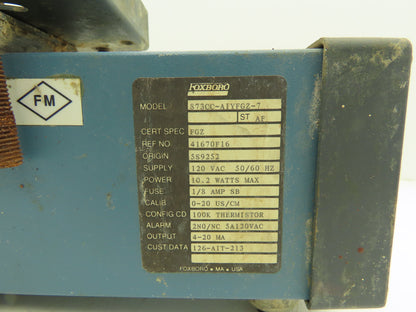 FM
FOXBORO
MODEL 873CC-AIYFGZ-7
ST AF
CERT SPEC FGZ
REF NO 41670F16
ORIGIN 5S9252
SUPPLY 120 VAC 50/60 HZ
POWER 10.2 WATTS MAX
FUSE 1/8 AMP SB
CALIB 0-20 US/CM
CONFIG CD 100K THERMISTOR
ALARM 2NO/NC 5A120VAC
OUTPUT 4-20 MA
CUST DATA 126-AIT-213
FOXBORO • MA • USA